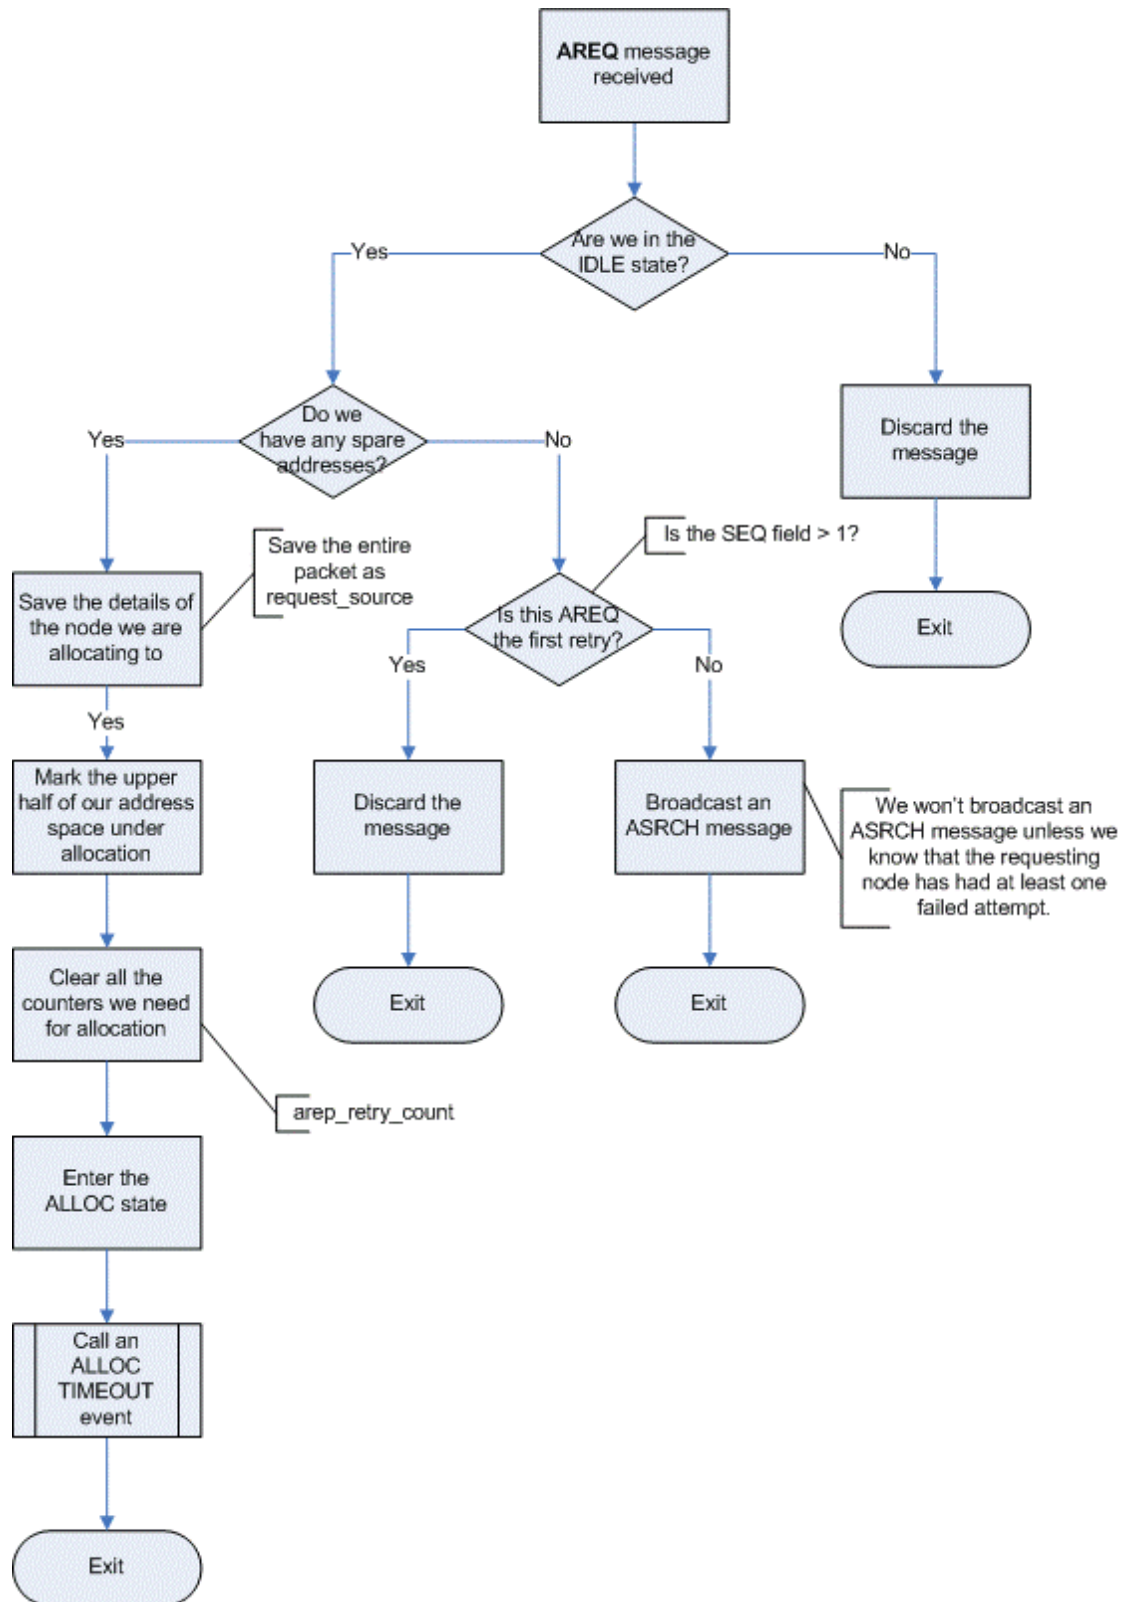 AREQ message
received
Are we in the
IDLE state?
Yes
No
Do we
have any spare
addresses?
Yes
No
Discard the
message
Exit
Is the SEQ field > 1?
Save the entire
packet as
request_source
Save the details of
the node we are
allocating to
Is this AREQ
the first retry?
Yes
No
Yes
Mark the upper
half of our address
space under
allocation
Discard the
message
Broadcast an
ASRCH message
We won't broadcast an
ASRCH message unless we
know that the requesting
node has had at least one
failed attempt.
Clear all the
counters we need
for allocation
Exit
Exit
arep_retry_count
Enter the
ALLOC state
Call an
ALLOC
TIMEOUT
event
Exit